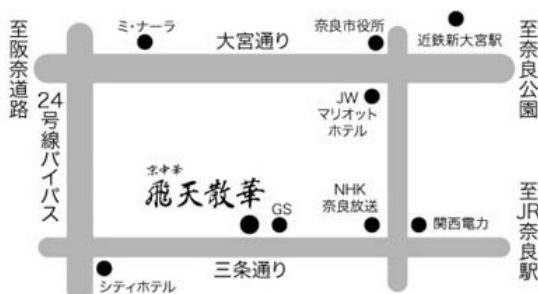 至阪奈道路
ミ・ナーラ
大宮通り
奈良市役所
近鉄新大宮駅
至奈良公園
24号線バイパス
JW
マリオット
ホテル
京中華
飛天散華
GS
NHK
奈良放送
関西電力
至JR奈良駅
三条通り
シティホテル